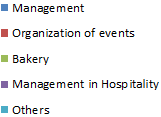 Management
Organization of events
Bakery
Management in Hospitality
Others